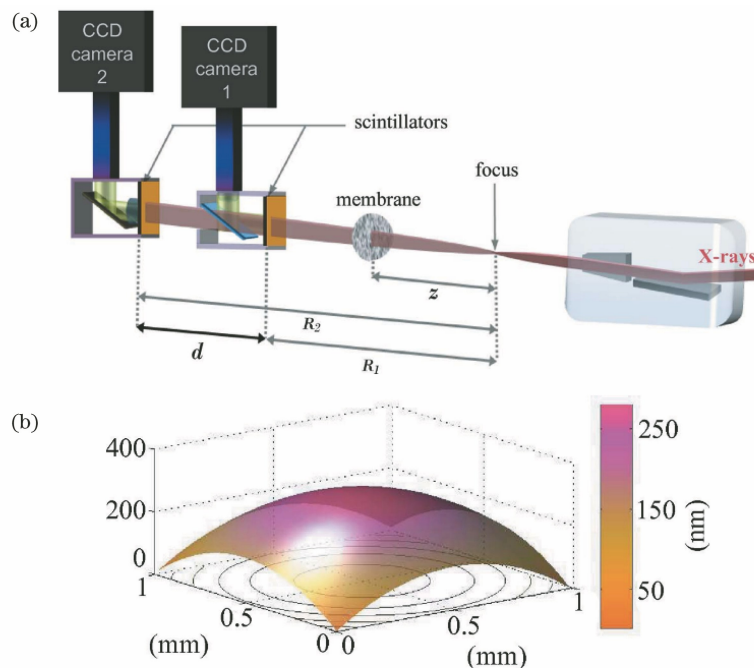 (a)
CCD
camera
2
CCD
camera
1
scintillators
focus
membrane
X-rays
z
R2
d
R1
(b)
400
200
0
1
0.5
(mm)
0
0
0.5
(mm)
1
250
150
50
(nm)